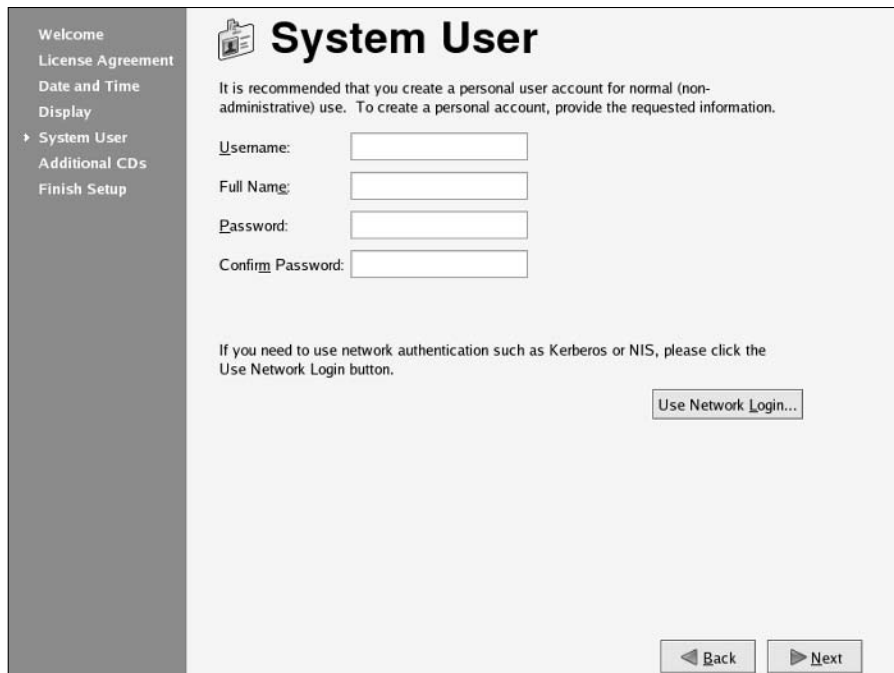 Welcome
License Agreement
Date and Time
Display
System User
Additional CDs
Finish Setup
System User
It is recommended that you create a personal user account for normal (non-
administrative) use. To create a personal account, provide the requested information.
Username:
Full Name:
Password:
Confirm Password:
If you need to use network authentication such as Kerberos or NIS, please click the
Use Network Login button.
Use Network Login...
Back
Next